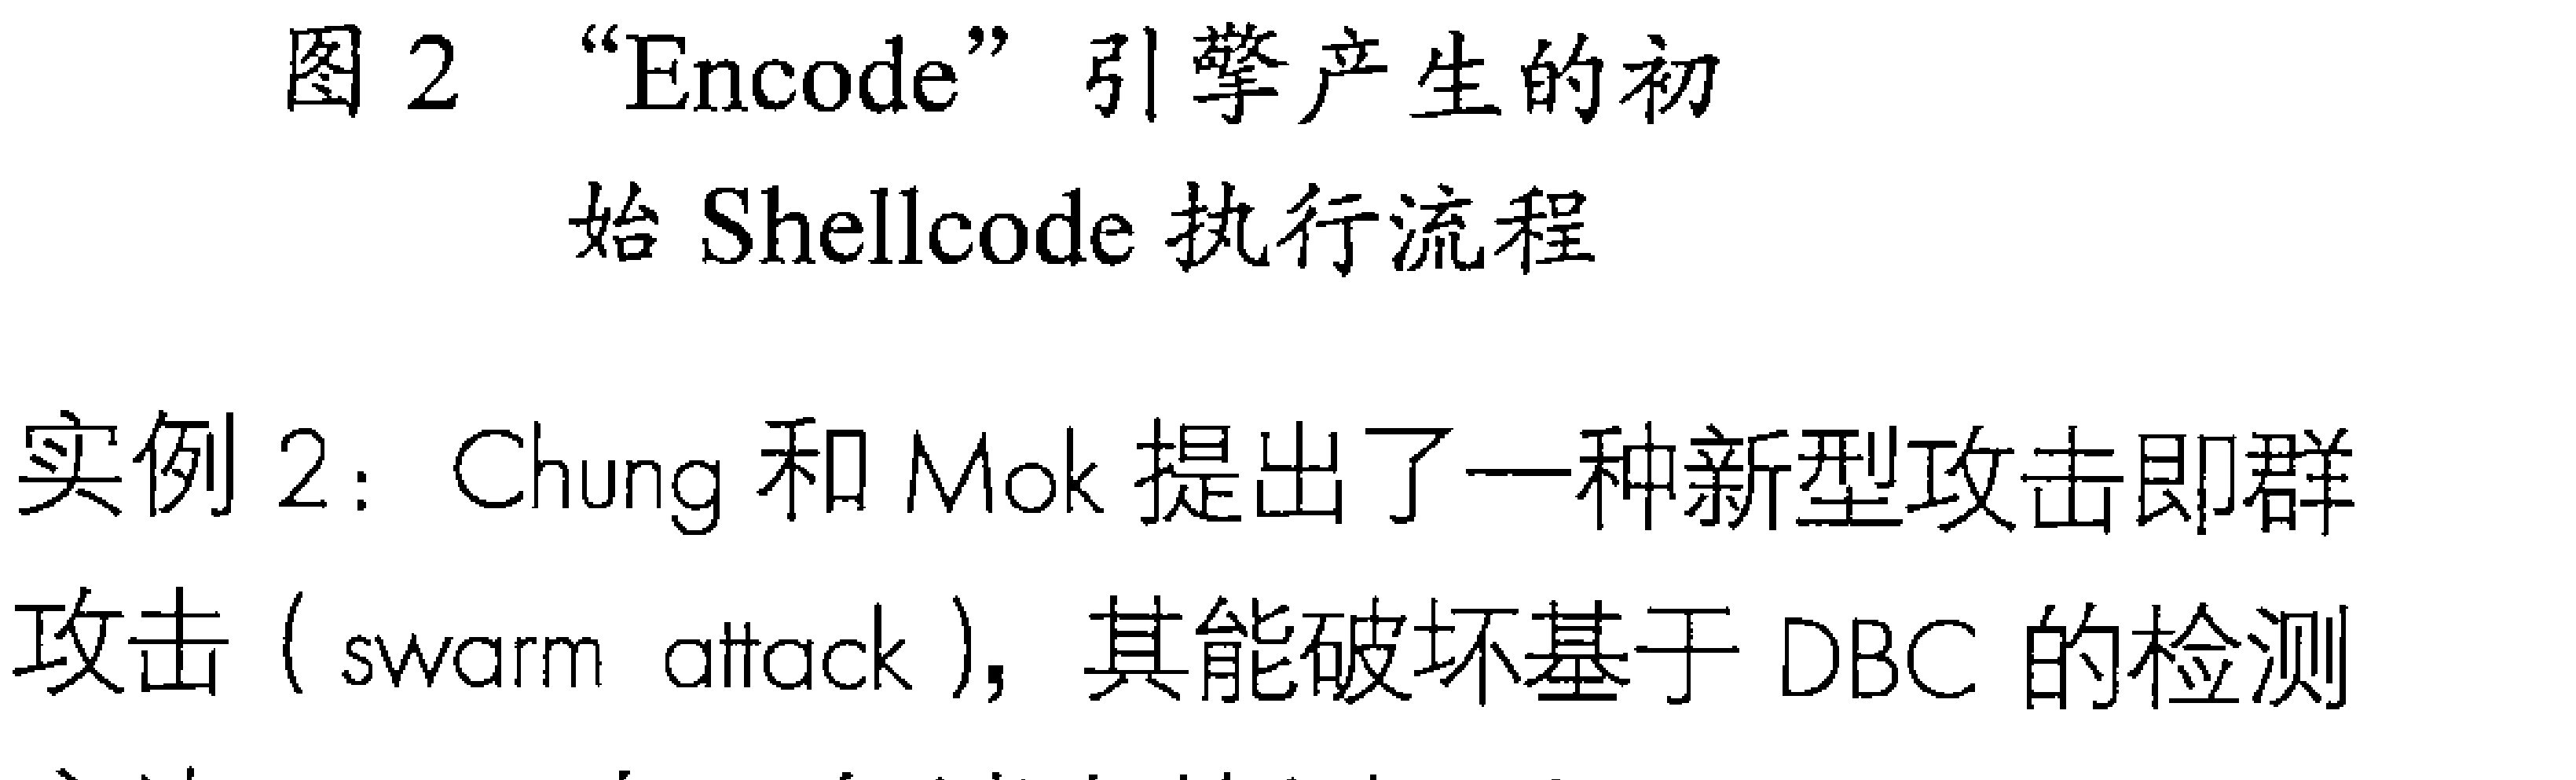 图 2 “Encode”引擎产生的初
始 Shellcode 执行流程
实例 2：Chung 和 Mok 提出了一种新型攻击即群
攻击（swarm attack），其能破坏基于 DBC 的检测